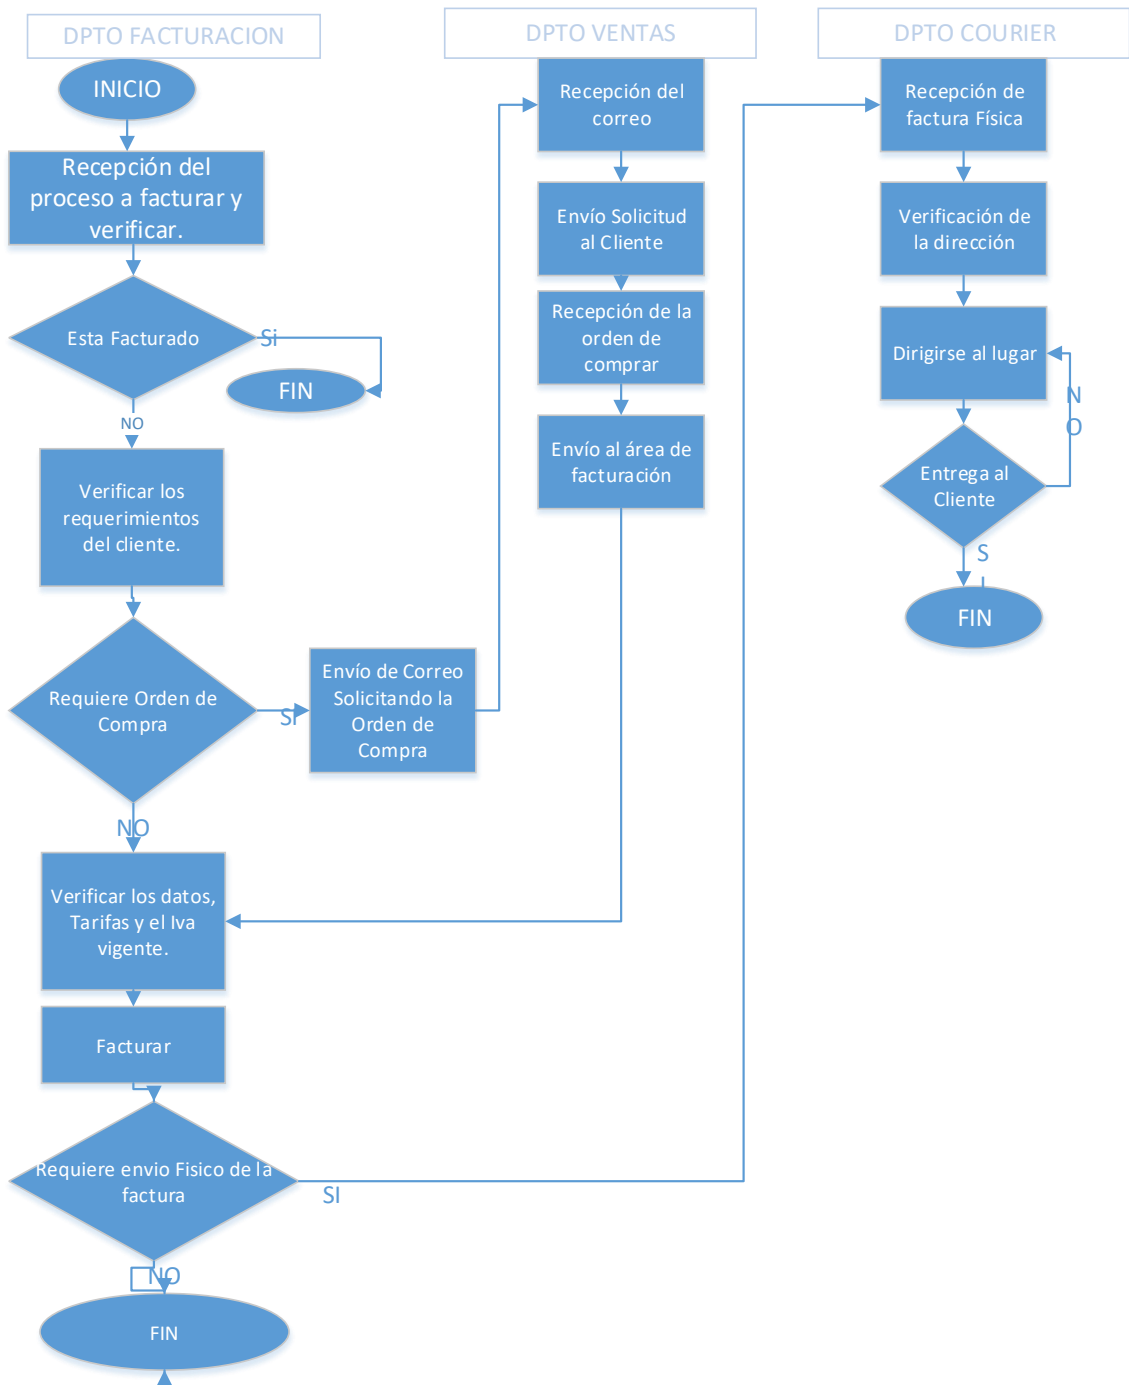 DPTO FACTURACION
INICIO
Recepción del
proceso a facturar y
verificar.
Esta Facturado
Si
FIN
NO
Verificar los
requerimientos
del cliente.
Requiere Orden de
Compra
SI
Envío de Correo
Solicitando la
Orden de
Compra
NO
Verificar los datos,
Tarifas y el Iva
vigente.
Facturar
Requiere envio Fisico de la
factura
SI
NO
FIN
DPTO VENTAS
Recepción del
correo
Envío Solicitud
al Cliente
Recepción de la
orden de
comprar
Envío al área de
facturación
DPTO COURIER
Recepción de
factura Física
Verificación de
la dirección
Dirigirse al lugar
N
O
Entrega al
Cliente
S
I
FIN